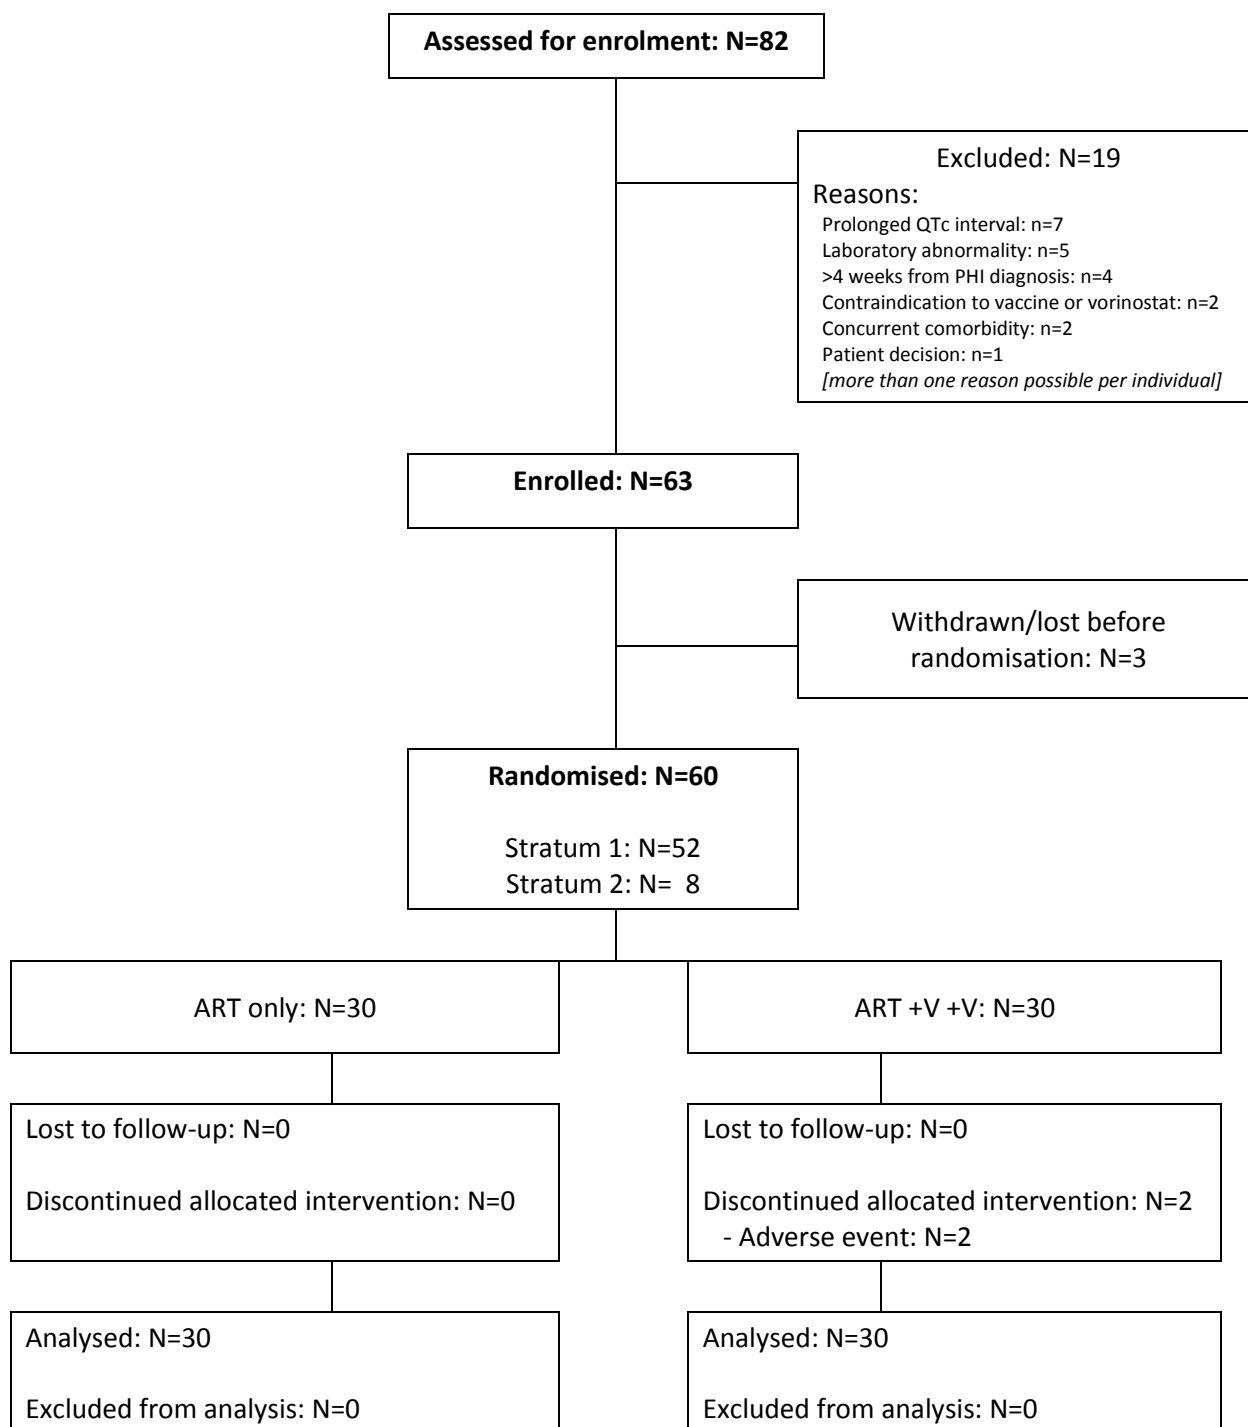 Assessed for enrolment: N=82
Excluded: N=19
Reasons:
Prolonged QTc interval: n=7
Laboratory abnormality: n=5
>4 weeks from PHI diagnosis: n=4
Contraindication to vaccine or vorinostat: n=2
Concurrent comorbidity: n=2
Patient decision: n=1
[more than one reason possible per individual]
Enrolled: N=63
Withdrawn/lost before
randomisation: N=3
Randomised: N=60
Stratum 1: N=52
Stratum 2: N= 8
ART only: N=30
ART +V +V: N=30
Lost to follow-up: N=0
Discontinued allocated intervention: N=0
Lost to follow-up: N=0
Discontinued allocated intervention: N=2
- Adverse event: N=2
Analysed: N=30
Excluded from analysis: N=0
Analysed: N=30
Excluded from analysis: N=0